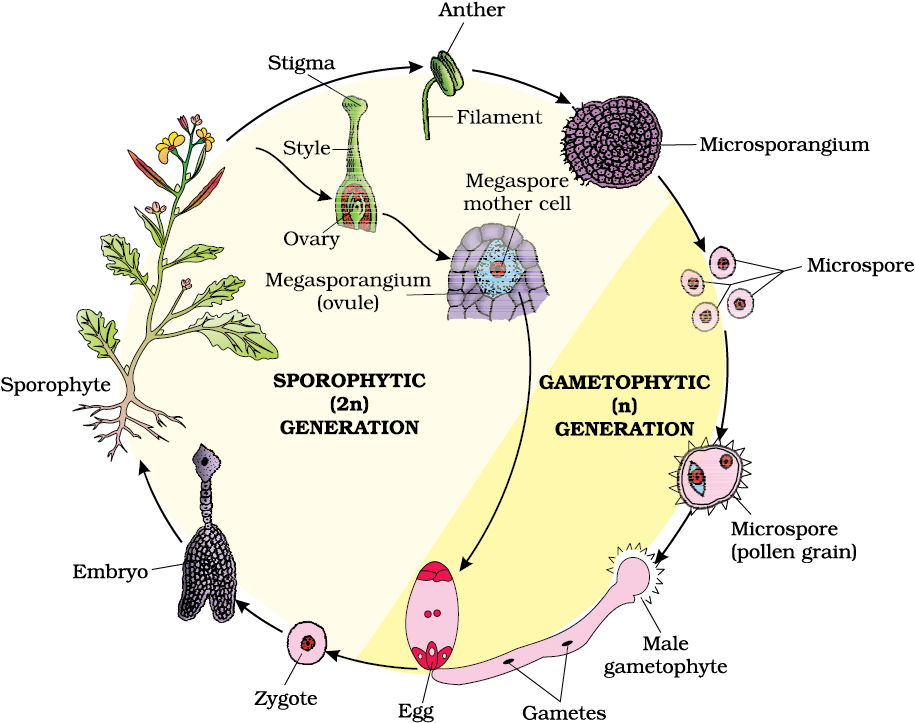 Anther
Stigma
Filament
Style
Microsporangium
Megaspore
mother cell
Ovary
Microspore
Megasporangium
(ovule)
SPOROPHYTIC
(2n)
GENERATION
GAMETOPHYTIC
(n)
GENERATION
Sporophyte
Microspore
(pollen grain)
Embryo
Male
gametophyte
Zygote
Egg
Gametes